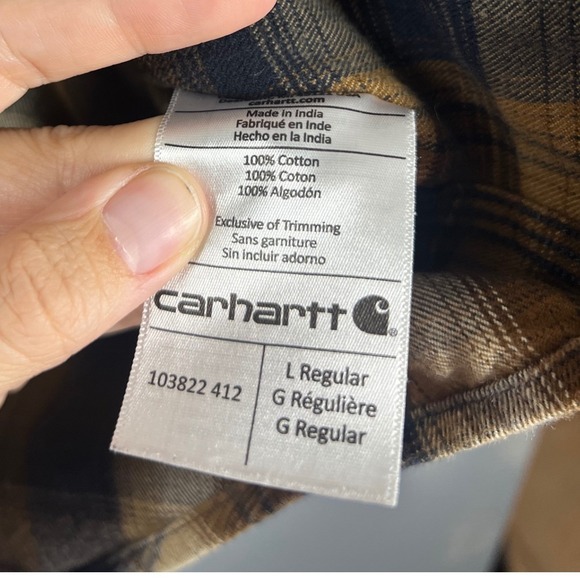 carhartt.com
Made in India
Fabriqué en Inde
Hecho en la India
100% Cotton
100% Coton
100% Algodón
Exclusive of Trimming
Sans garniture
Sin incluir adorno
carhartt
103822 412
L Regular
G Régulière
G Regular